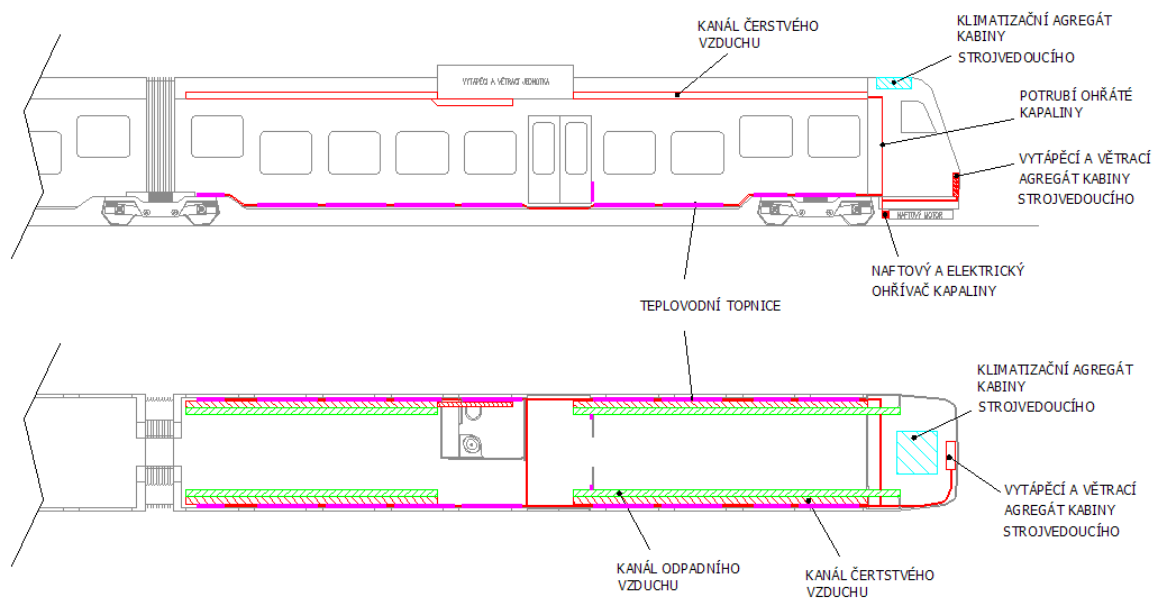 KANÁL ČERSTVÉHO
VZDUCHU
KLIMATIZAČNÍ AGREGÁT
KABINY
STROJVEDOUCÍHO
VYTÁPĚCÍ A VĚTRACÍ JEDNOTKA
POTRUBÍ OHŘÁTÉ
KAPALINY
VYTÁPĚCÍ A VĚTRACÍ
AGREGÁT KABINY
STROJVEDOUCÍHO
NAFTOVÝ MOTOR
NAFTOVÝ A ELEKTRICKÝ
OHŘÍVAČ KAPALINY
TEPLOVODNÍ TOPNICE
KLIMATIZAČNÍ AGREGÁT
KABINY
STROJVEDOUCÍHO
VYTÁPĚCÍ A VĚTRACÍ
AGREGÁT KABINY
STROJVEDOUCÍHO
KANÁL ODPADNÍHO
VZDUCHU
KANÁL ČERTSTVÉHO
VZDUCHU